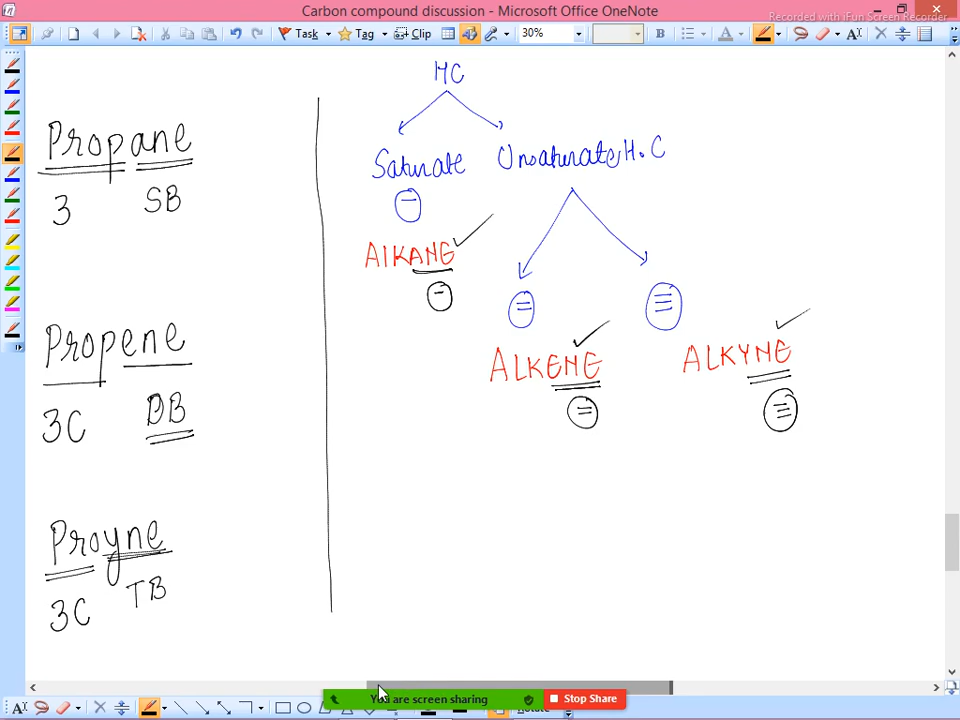 Carbon compound discussion - Microsoft Office OneNote
Recorded with iFun Screen Recorder
Task
Tag
Clip
30%
B
A
HC
Saturate Unsaturate H.C
−
AlKANE
=
≡
ALKENE
ALKYNE
−
=
≡
Propane
3 SB
Propene
3C DB
Proyne
3C TB
You are screen sharing
Stop Share